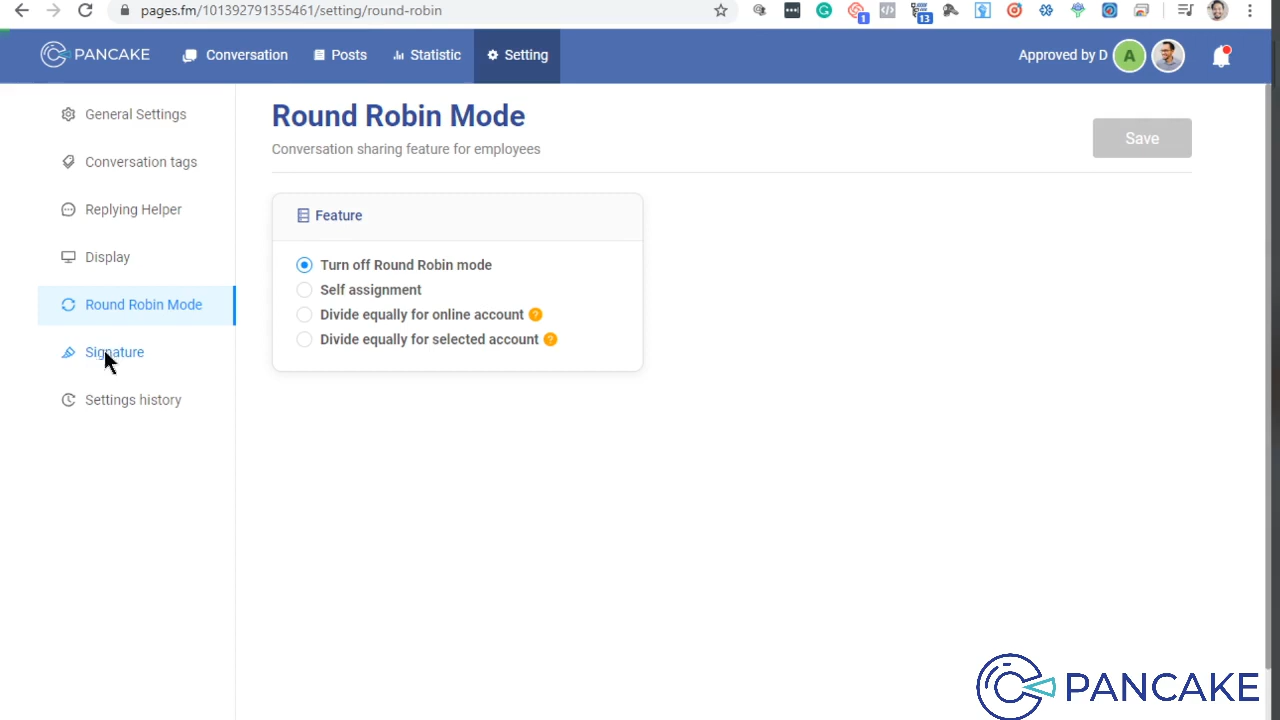 pages.fm/101392791355461/setting/round-robin
1
13
PANCAKE
Conversation
Posts
Statistic
Setting
Approved by D
A
General Settings
Conversation tags
Replying Helper
Display
Round Robin Mode
Signature
Settings history
Round Robin Mode
Conversation sharing feature for employees
Save
Feature
Turn off Round Robin mode
Self assignment
Divide equally for online account ?
Divide equally for selected account ?
PANCAKE